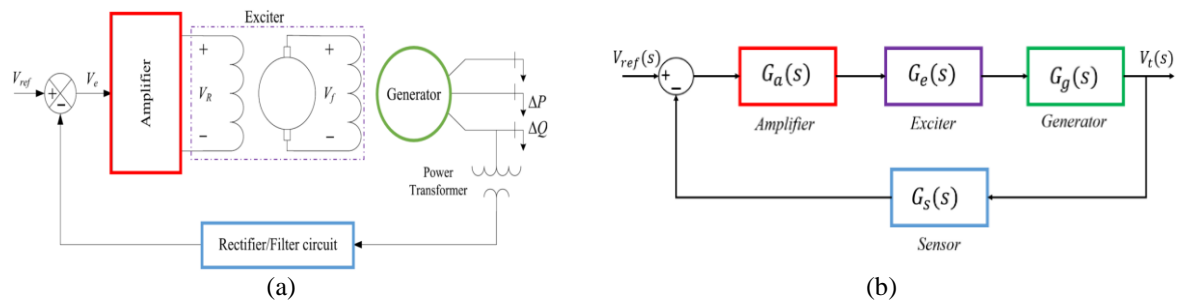 Exciter
V_ref
+
−
V_e
Amplifier
+
V_R
−
+
V_f
−
Generator
ΔP
ΔQ
Power
Transformer
Rectifier/Filter circuit
(a)
V_ref(s)
+
−
G_a(s)
Amplifier
G_e(s)
Exciter
G_g(s)
Generator
V_t(s)
G_s(s)
Sensor
(b)